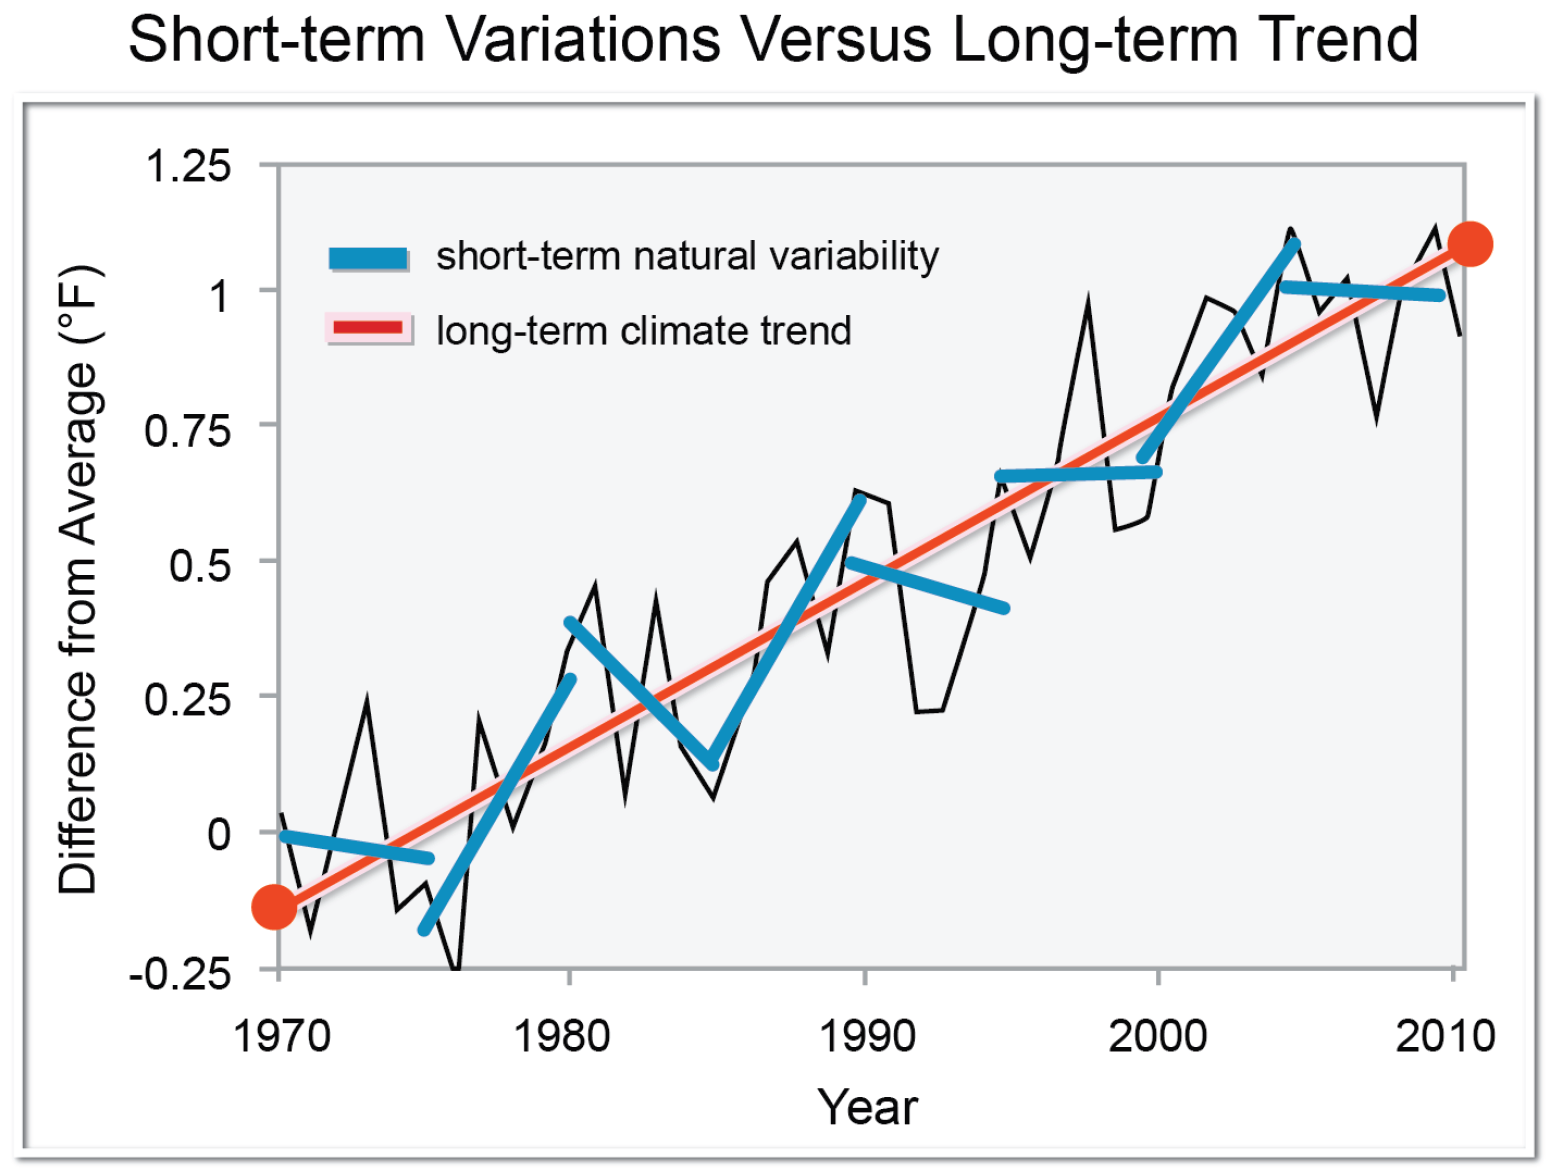 Short-term Variations Versus Long-term Trend
1.25
short-term natural variability
1
long-term climate trend
0.75
0.5
0.25
0
-0.25
Difference from Average (°F)
1970 1980 1990 2000 2010
Year